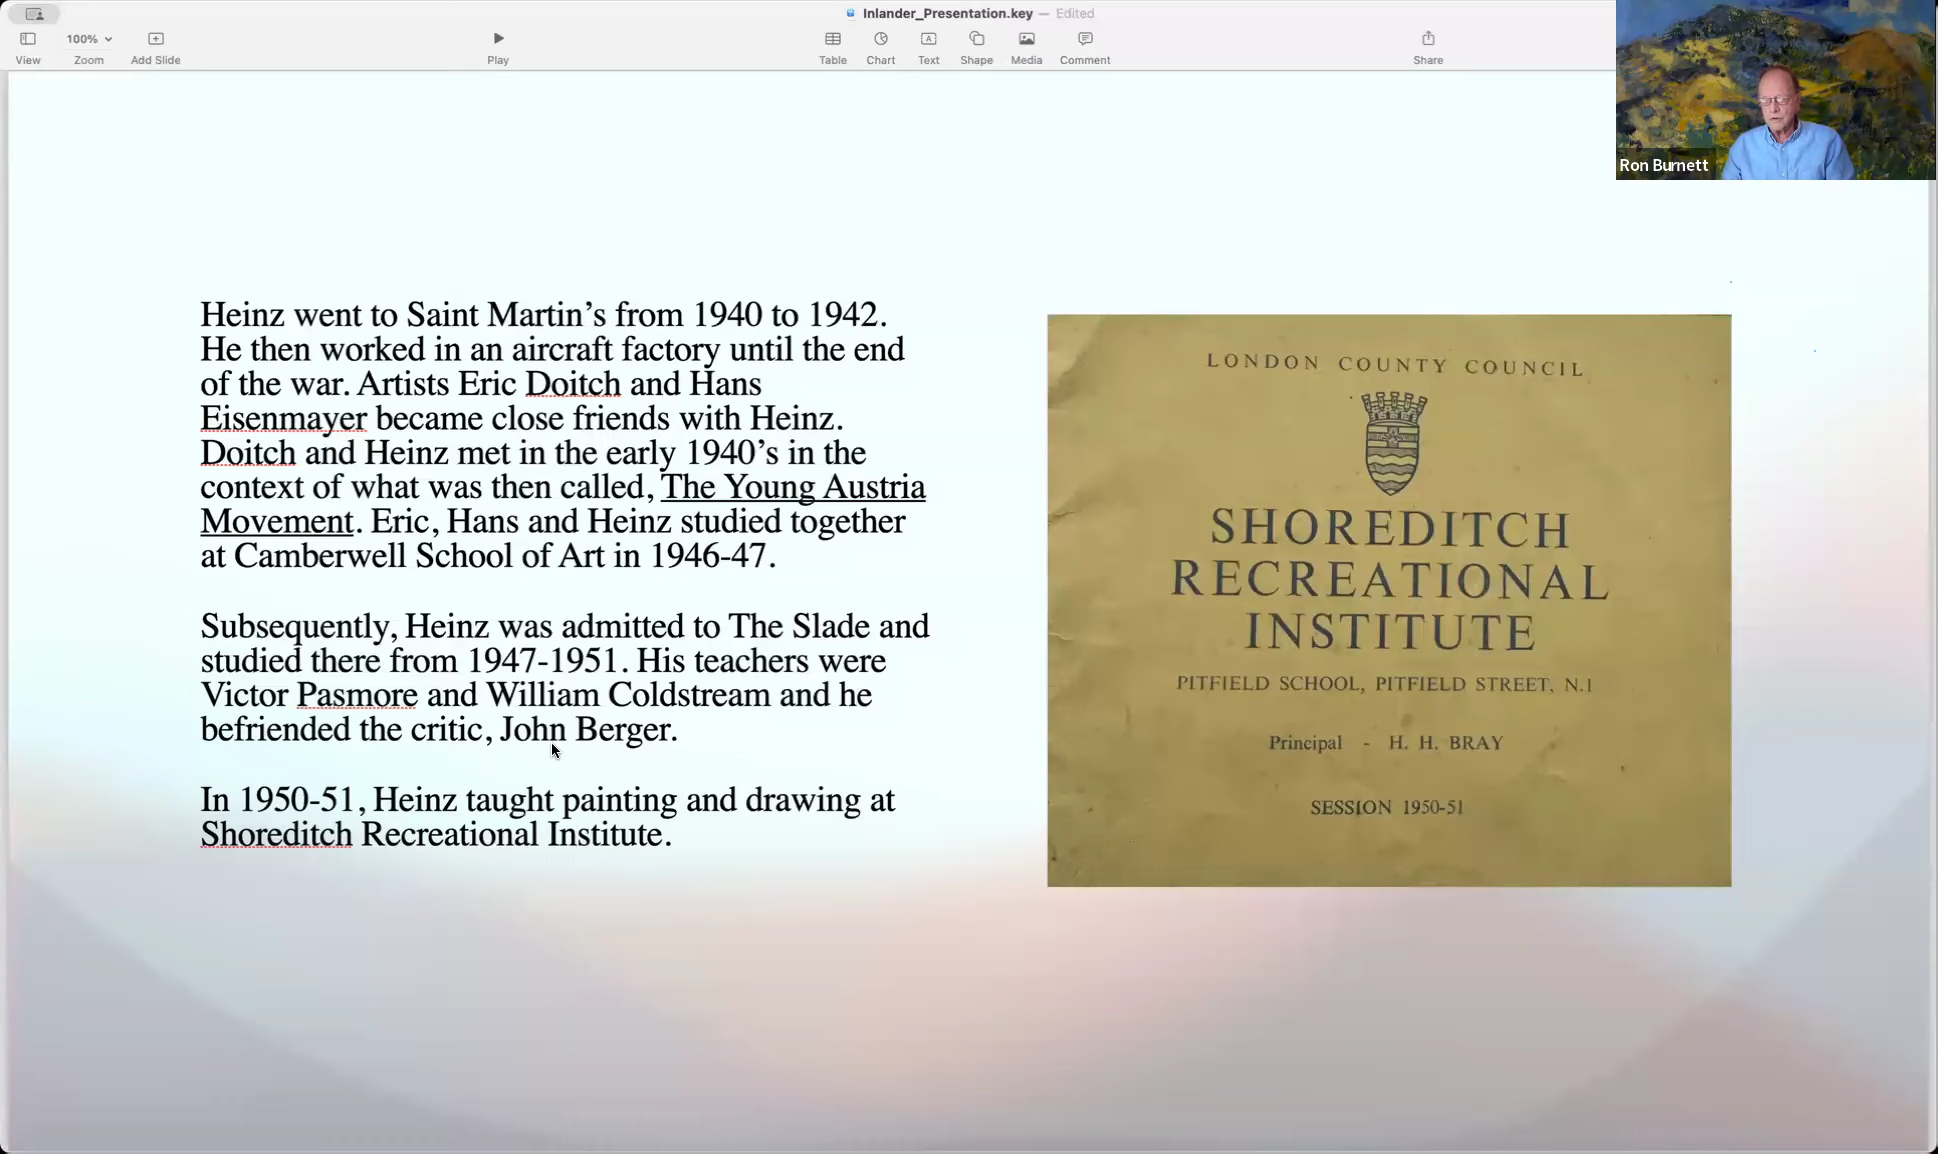 Inlander_Presentation.key — Edited
100%
View
Zoom
Add Slide
Play
Table
Chart
Text
Shape
Media
Comment
Share
Ron Burnett
Heinz went to Saint Martin’s from 1940 to 1942.
He then worked in an aircraft factory until the end
of the war. Artists Eric Doitch and Hans
Eisenmayer became close friends with Heinz.
Doitch and Heinz met in the early 1940’s in the
context of what was then called, The Young Austria
Movement. Eric, Hans and Heinz studied together
at Camberwell School of Art in 1946-47.
Subsequently, Heinz was admitted to The Slade and
studied there from 1947-1951. His teachers were
Victor Pasmore and William Coldstream and he
befriended the critic, John Berger.
In 1950-51, Heinz taught painting and drawing at
Shoreditch Recreational Institute.
LONDON COUNTY COUNCIL
SHOREDITCH
RECREATIONAL
INSTITUTE
PITFIELD SCHOOL, PITFIELD STREET, N.1
Principal - H. H. BRAY
SESSION 1950-51